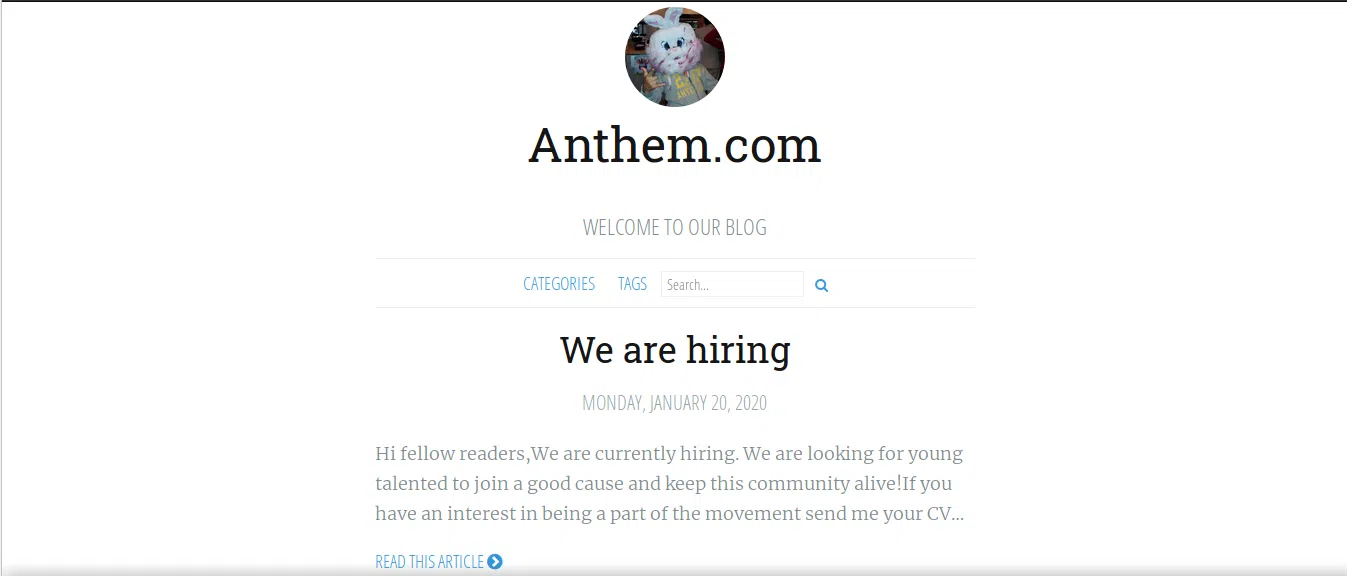 Anthem.com
WELCOME TO OUR BLOG
CATEGORIES TAGS Search...
We are hiring
MONDAY, JANUARY 20, 2020
Hi fellow readers,We are currently hiring. We are looking for young
talented to join a good cause and keep this community alive!If you
have an interest in being a part of the movement send me your CV...
READ THIS ARTICLE